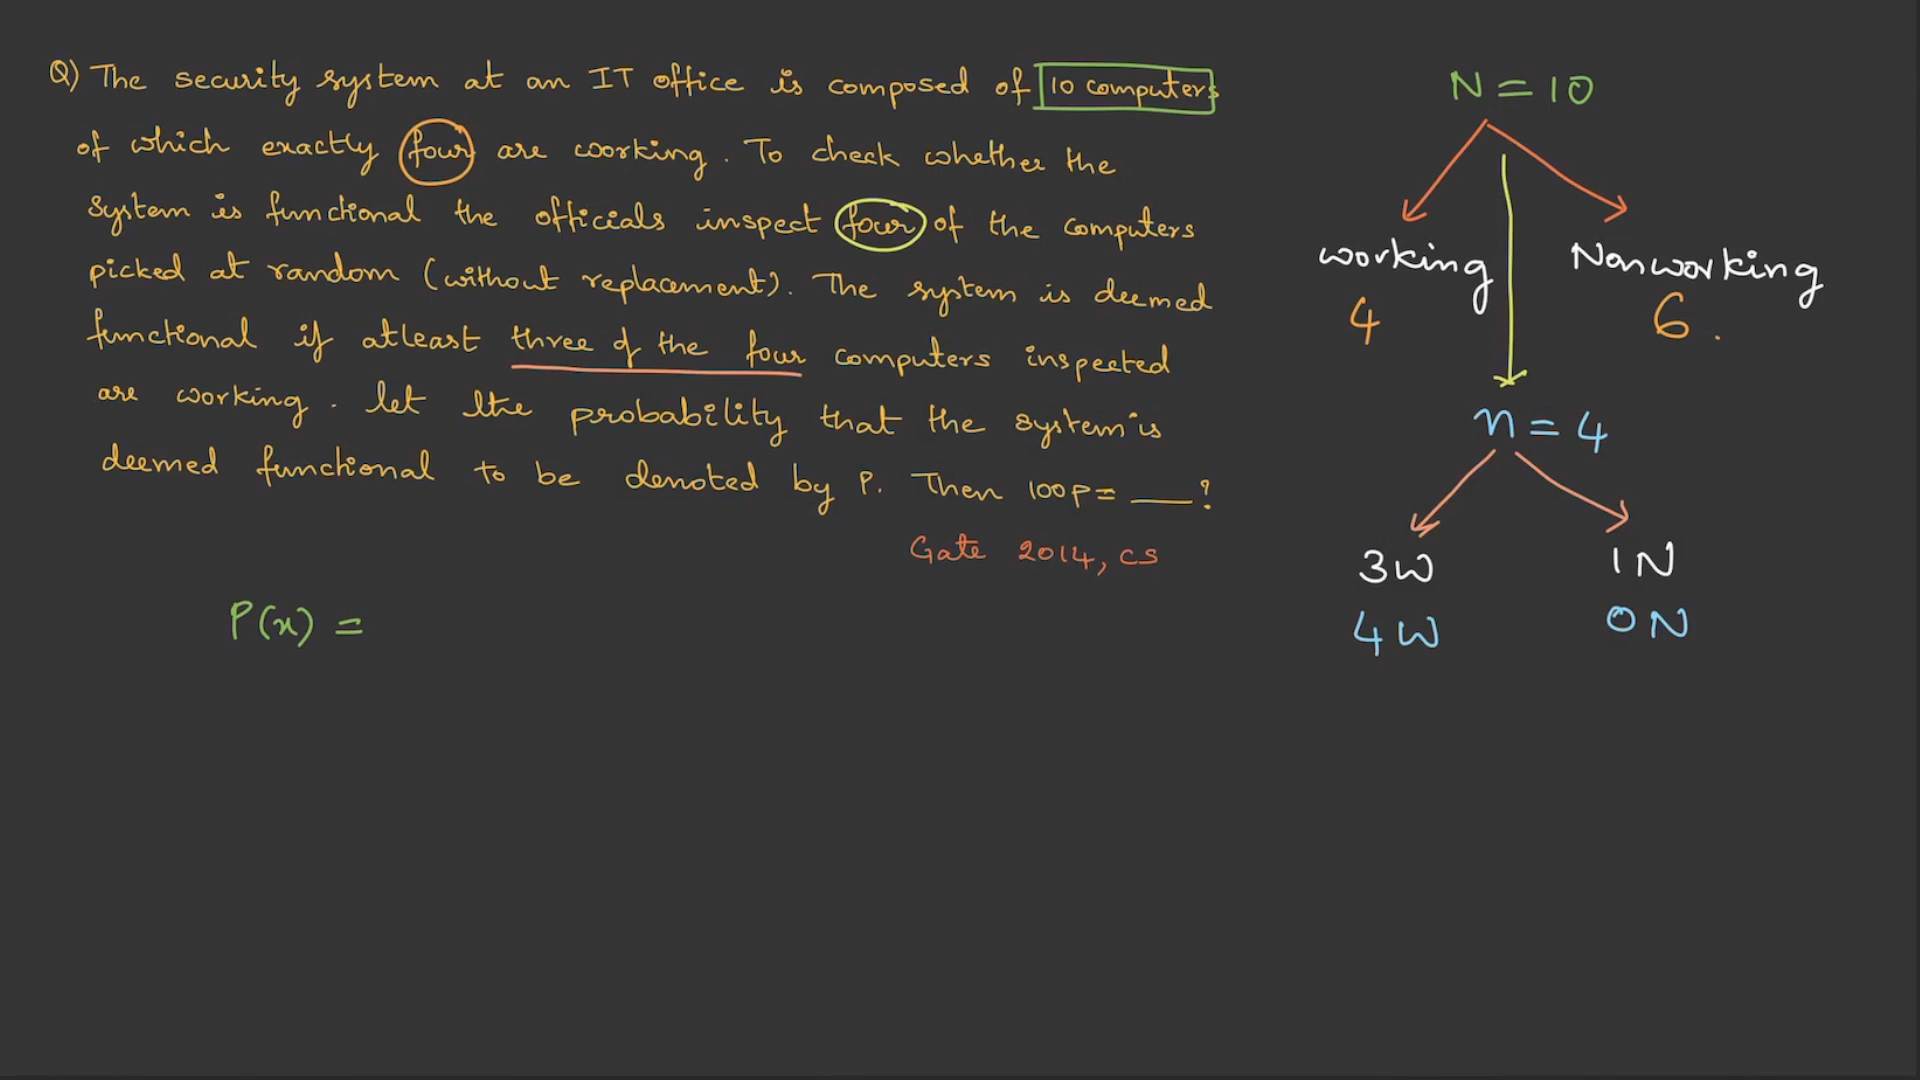 Q) The security system at an IT office is composed of 10 computers
of which exactly four are working. To check whether the
system is functional the officials inspect four of the computers
picked at random (without replacement). The system is deemed
functional if atleast three of the four computers inspected
are working. let the probability that the system is
deemed functional to be denoted by P. Then 100P = ___?
Gate 2014, CS
P(x) =
N = 10
working Nonworking
4 6.
n = 4
3W 1N
4W 0N